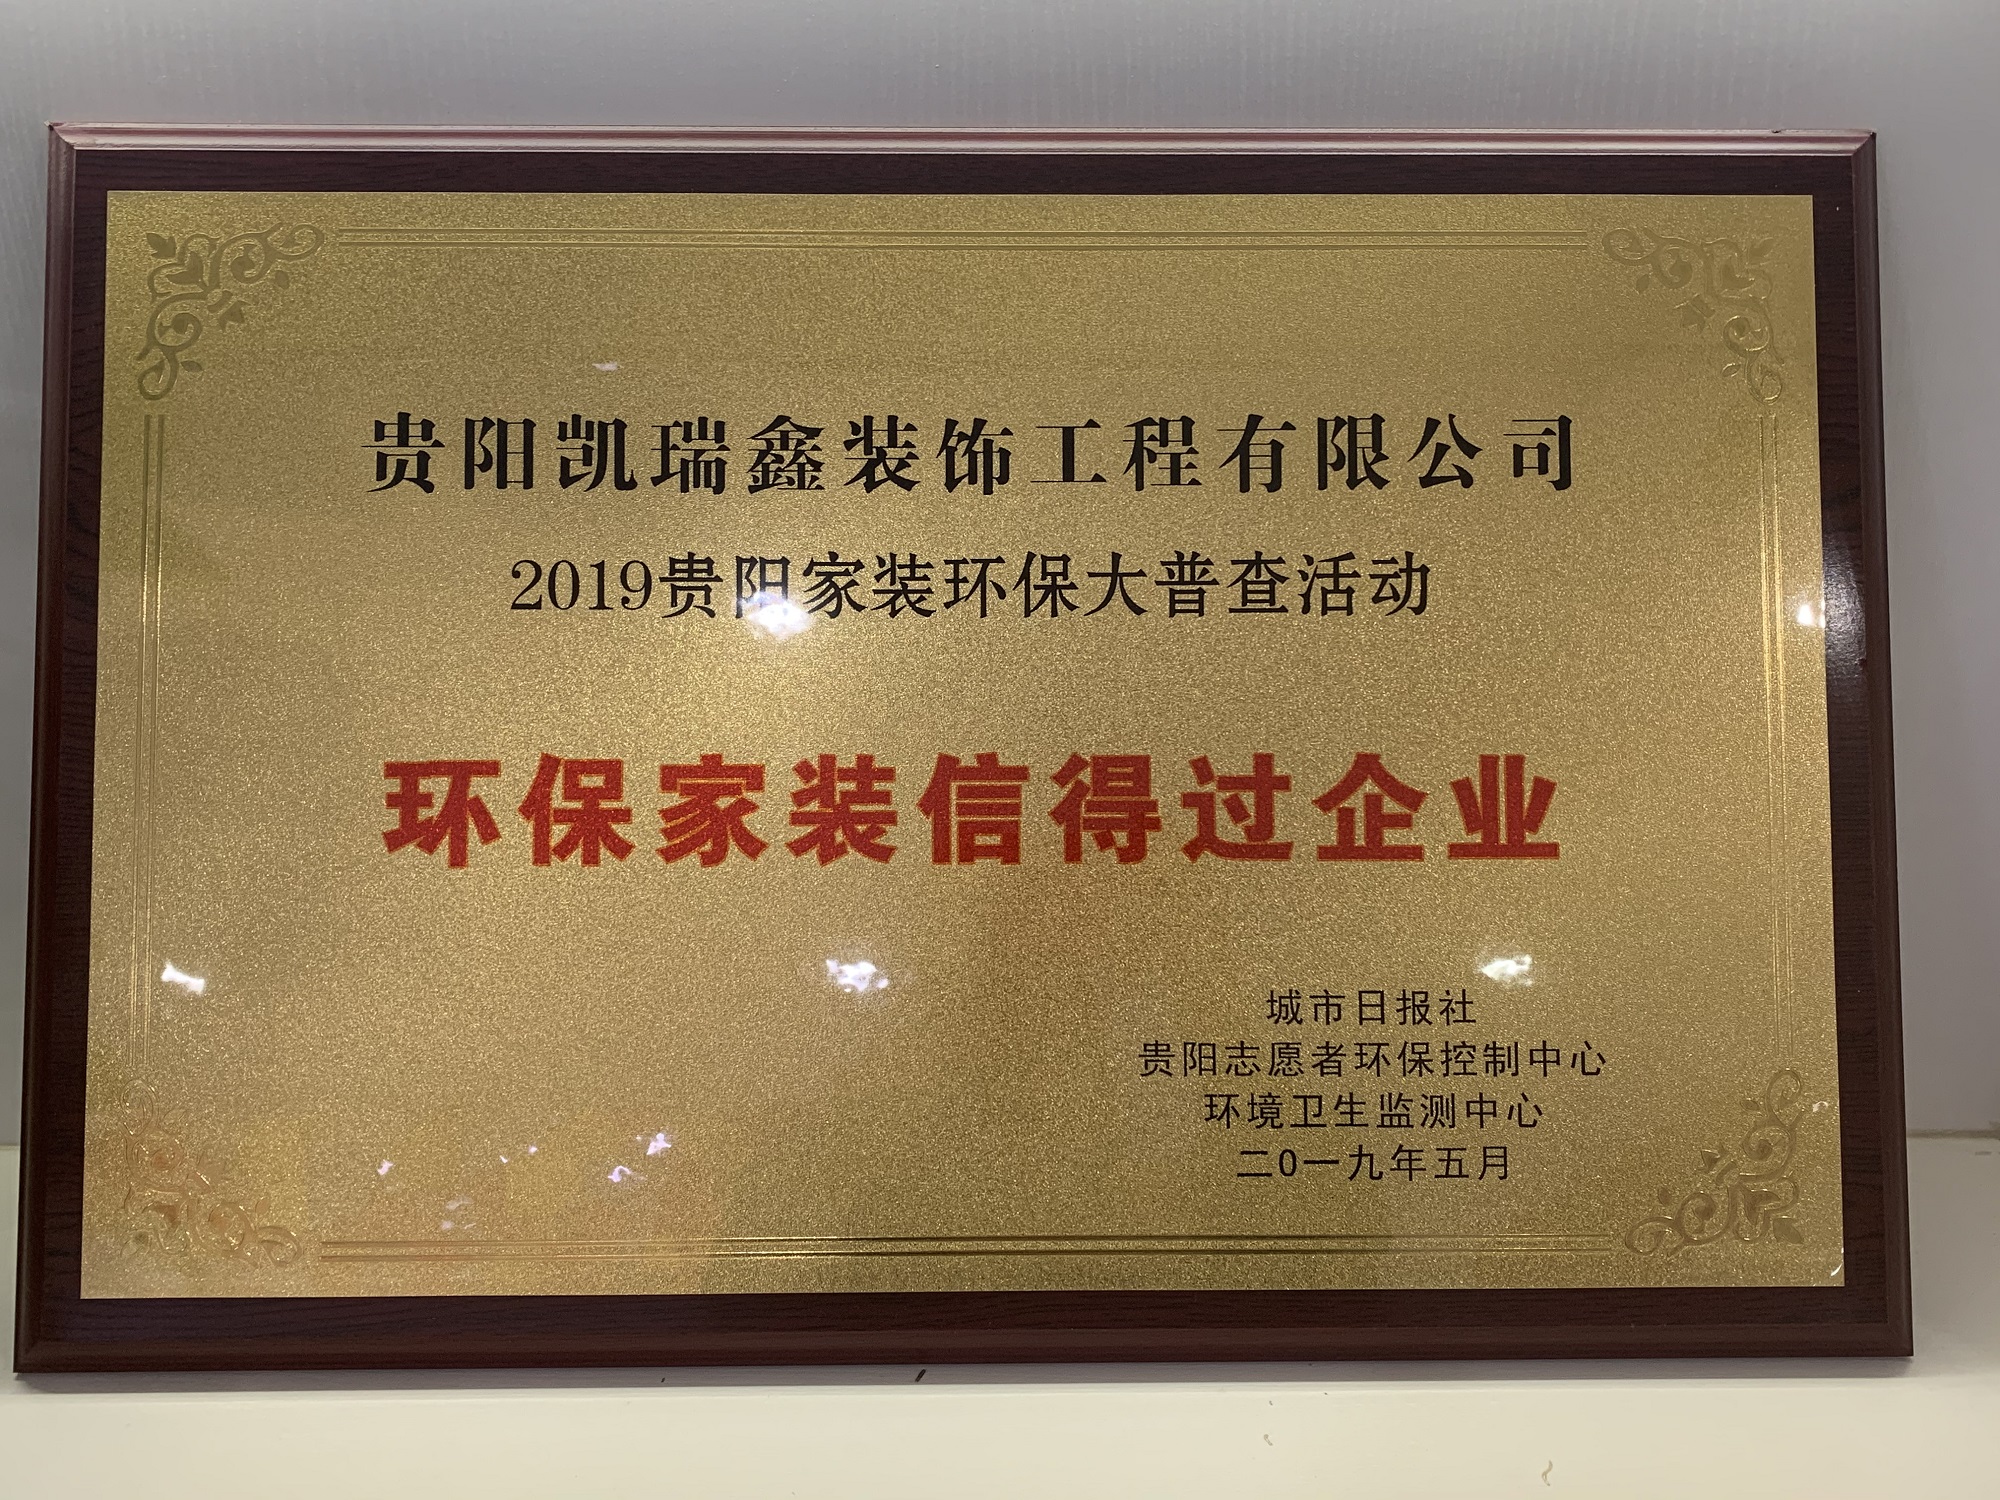 贵阳凯瑞鑫装饰工程有限公司
2019贵阳家装环保大普查活动
环保家装信得过企业
城市日报社
贵阳志愿者环保控制中心
环境卫生监测中心
二0一九年五月